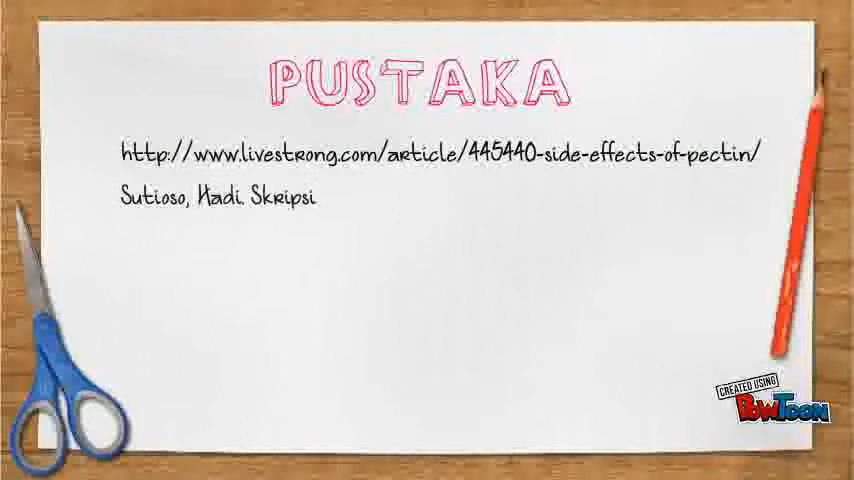 PUSTAKA
http://www.livestrong.com/article/445440-side-effects-of-pectin/
Sutioso, Hadi. Skripsi
CREATED USING
POWTOON